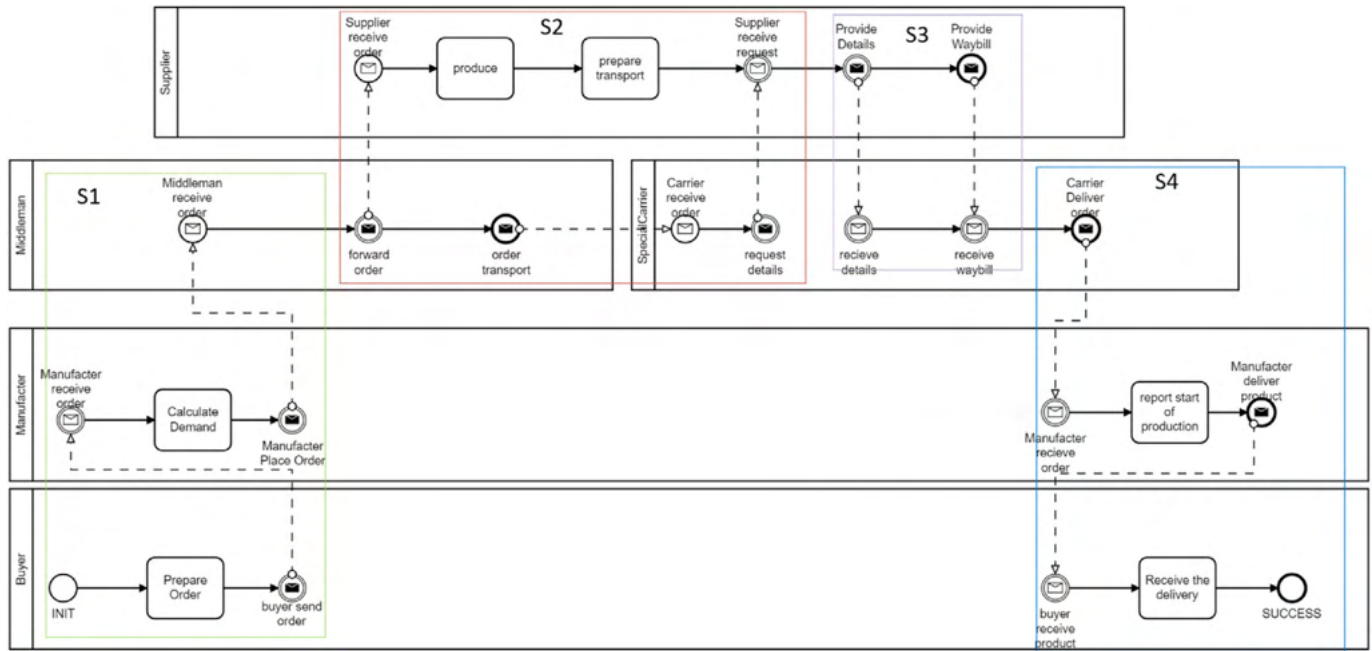 Supplier
Supplier
receive
order
S2
produce
prepare
transport
Supplier
receive
request
Provide
Details
S3
Provide
Waybill
Middleman
S1
Middleman
receive
order
forward
order
order
transport
SpecialCarrier
Carrier
receive
order
request
details
recieve
details
receive
waybill
Carrier
Deliver
order
S4
Manufacter
Manufacter
receive
order
Calculate
Demand
Manufacter
Place Order
Manufacter
recieve
order
report start
of
production
Manufacter
deliver
product
Buyer
INIT
Prepare
Order
buyer send
order
buyer
receive
product
Receive the
delivery
SUCCESS